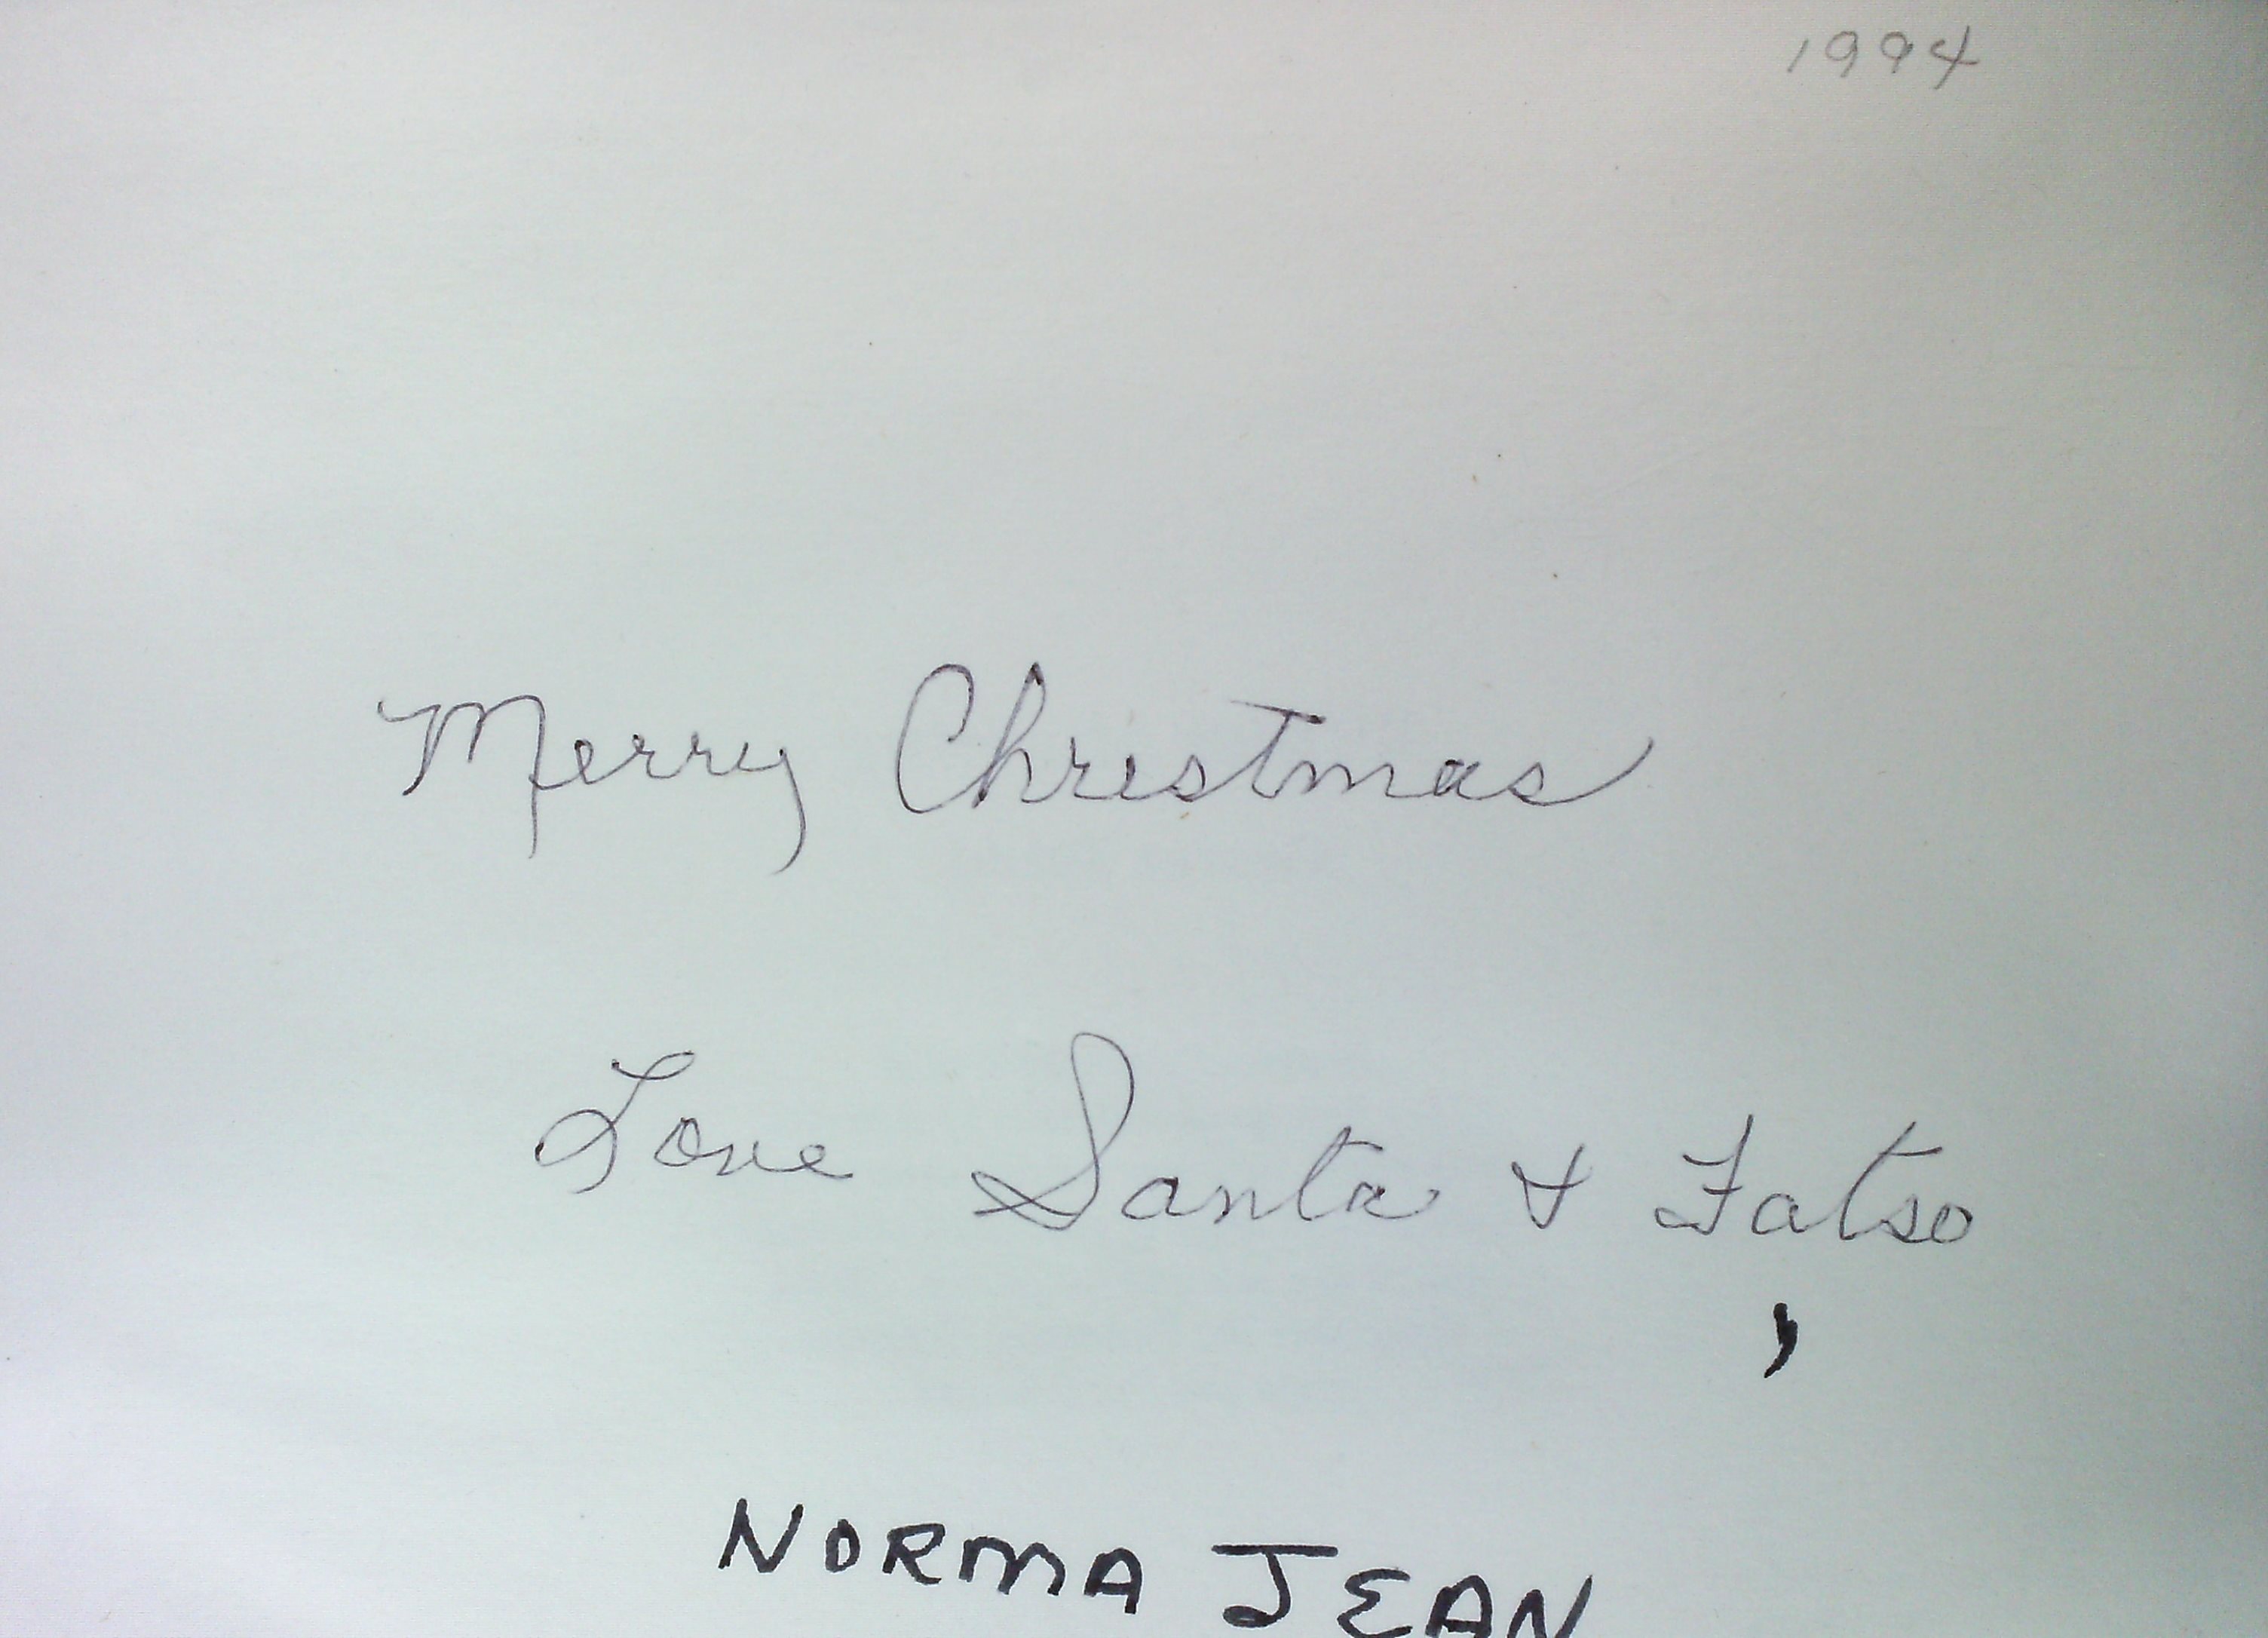 1994
Merry Christmas
Love Santa & Fatso
,
NORMA JEAN